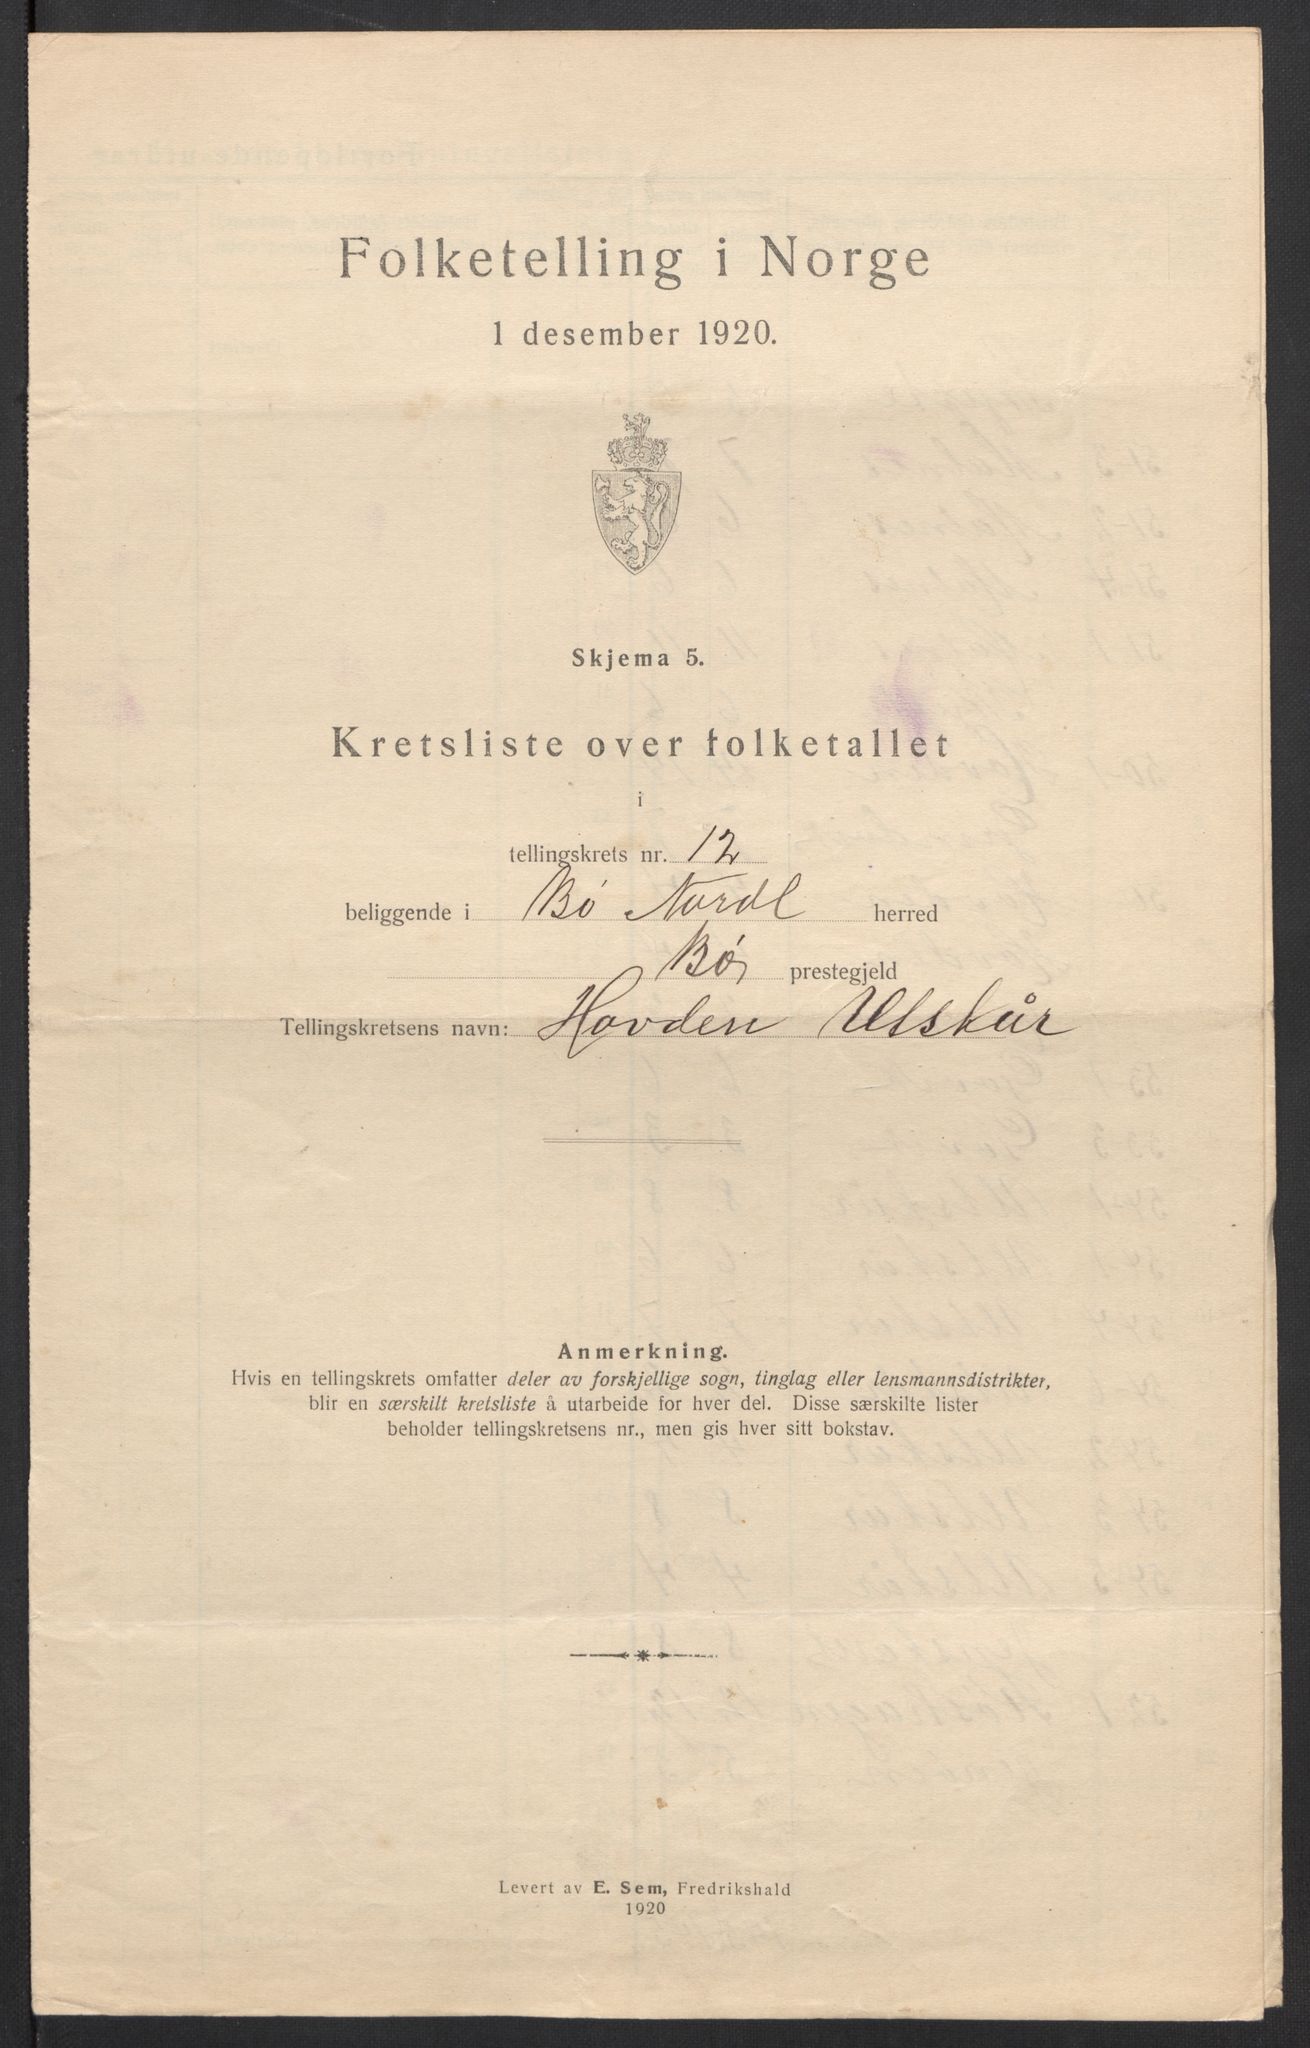 Folketelling i Norge
1 desember 1920.
Skjema 5.
Kretsliste over folketallet
i
tellingskrets nr. 12
beliggende i Bø Nordl herred
Bø prestegjeld
Tellingskretsens navn: Hovden Utskår
Anmerkning.
Hvis en tellingskrets omfatter deler av forskjellige sogn, tinglag eller lensmannsdistrikter,
blir en særskilt kretsliste å utarbeide for hver del. Disse særskilte lister
beholder tellingskretsens nr., men gis hver sitt bokstav.
Levert av E. Sem, Fredrikshald
1920